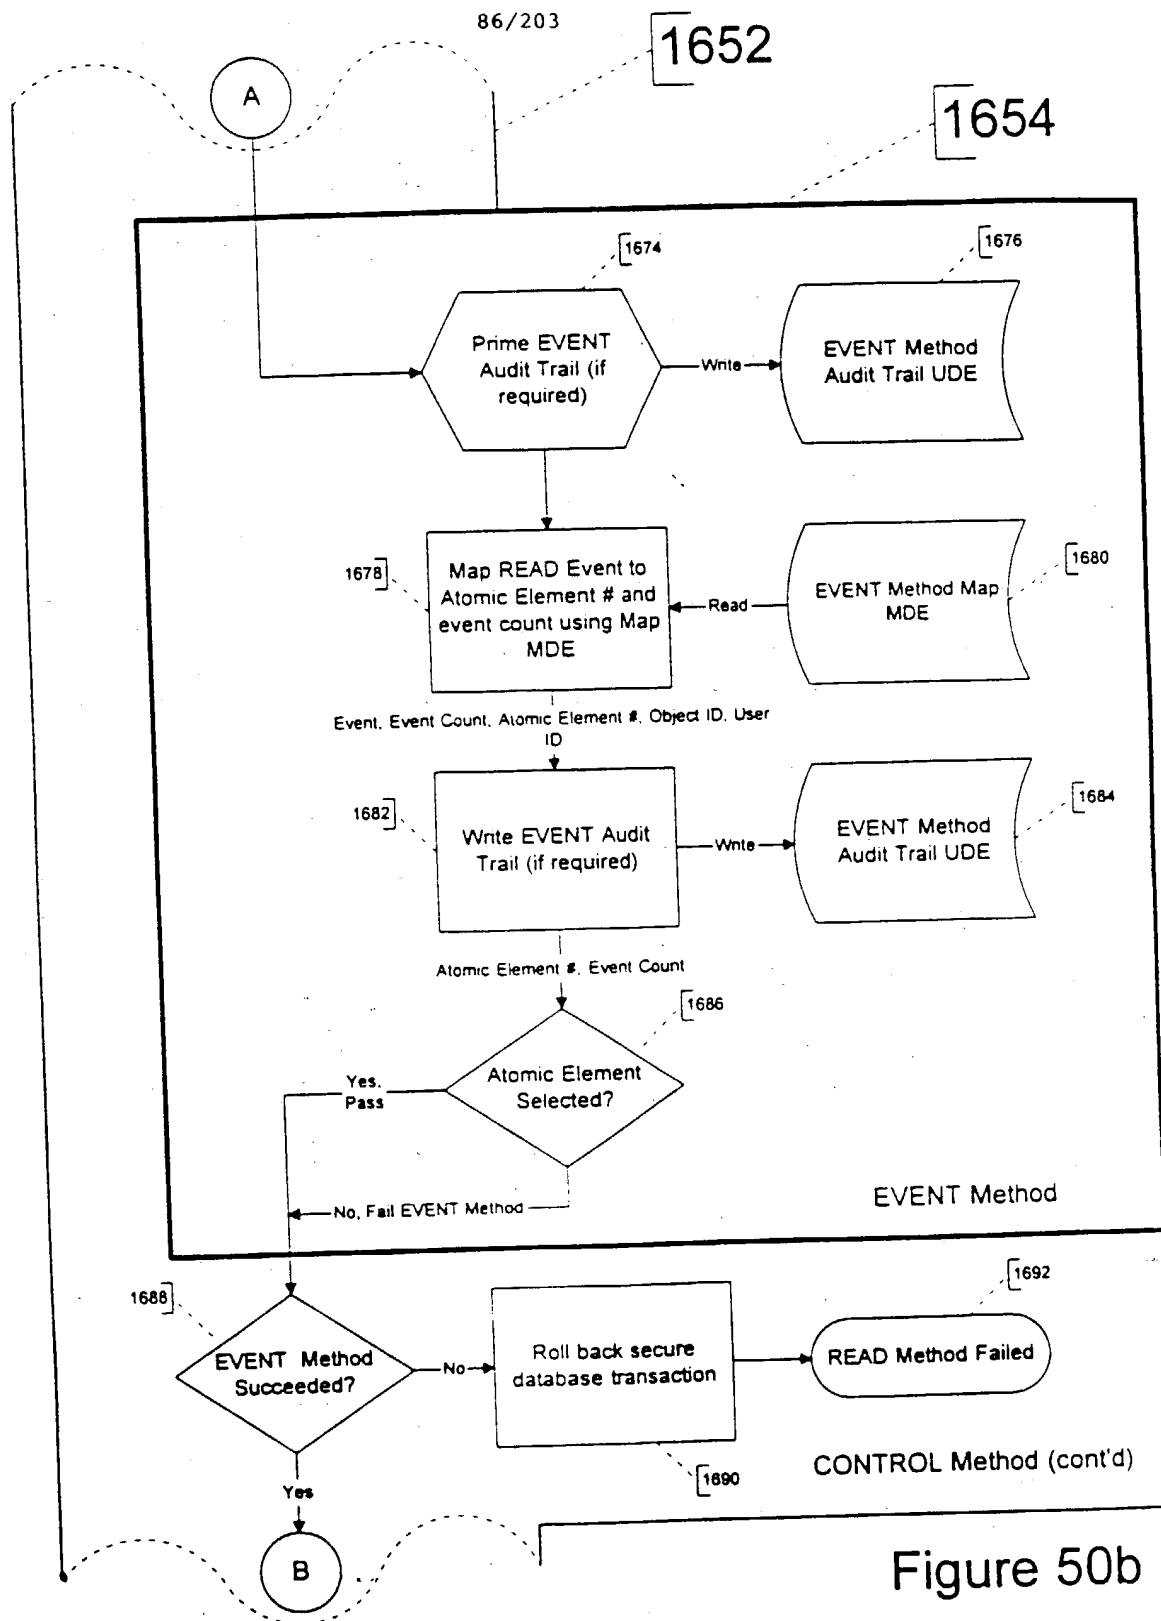 86/203
1652
A
1654
1674
1676
Prime EVENT
Audit Trail (if
required)
Write
EVENT Method
Audit Trail UDE
1678
Map READ Event to
Atomic Element # and
event count using Map
MDE
Read
EVENT Method Map
MDE
1680
Event, Event Count, Atomic Element #, Object ID, User
ID
1682
Write EVENT Audit
Trail (if required)
Write
EVENT Method
Audit Trail UDE
1684
Atomic Element #, Event Count
1686
Atomic Element
Selected?
Yes,
Pass
No, Fail EVENT Method
EVENT Method
1688
EVENT Method
Succeeded?
No
Roll back secure
database transaction
1692
READ Method Failed
1690
CONTROL Method (cont'd)
Yes
B
Figure 50b